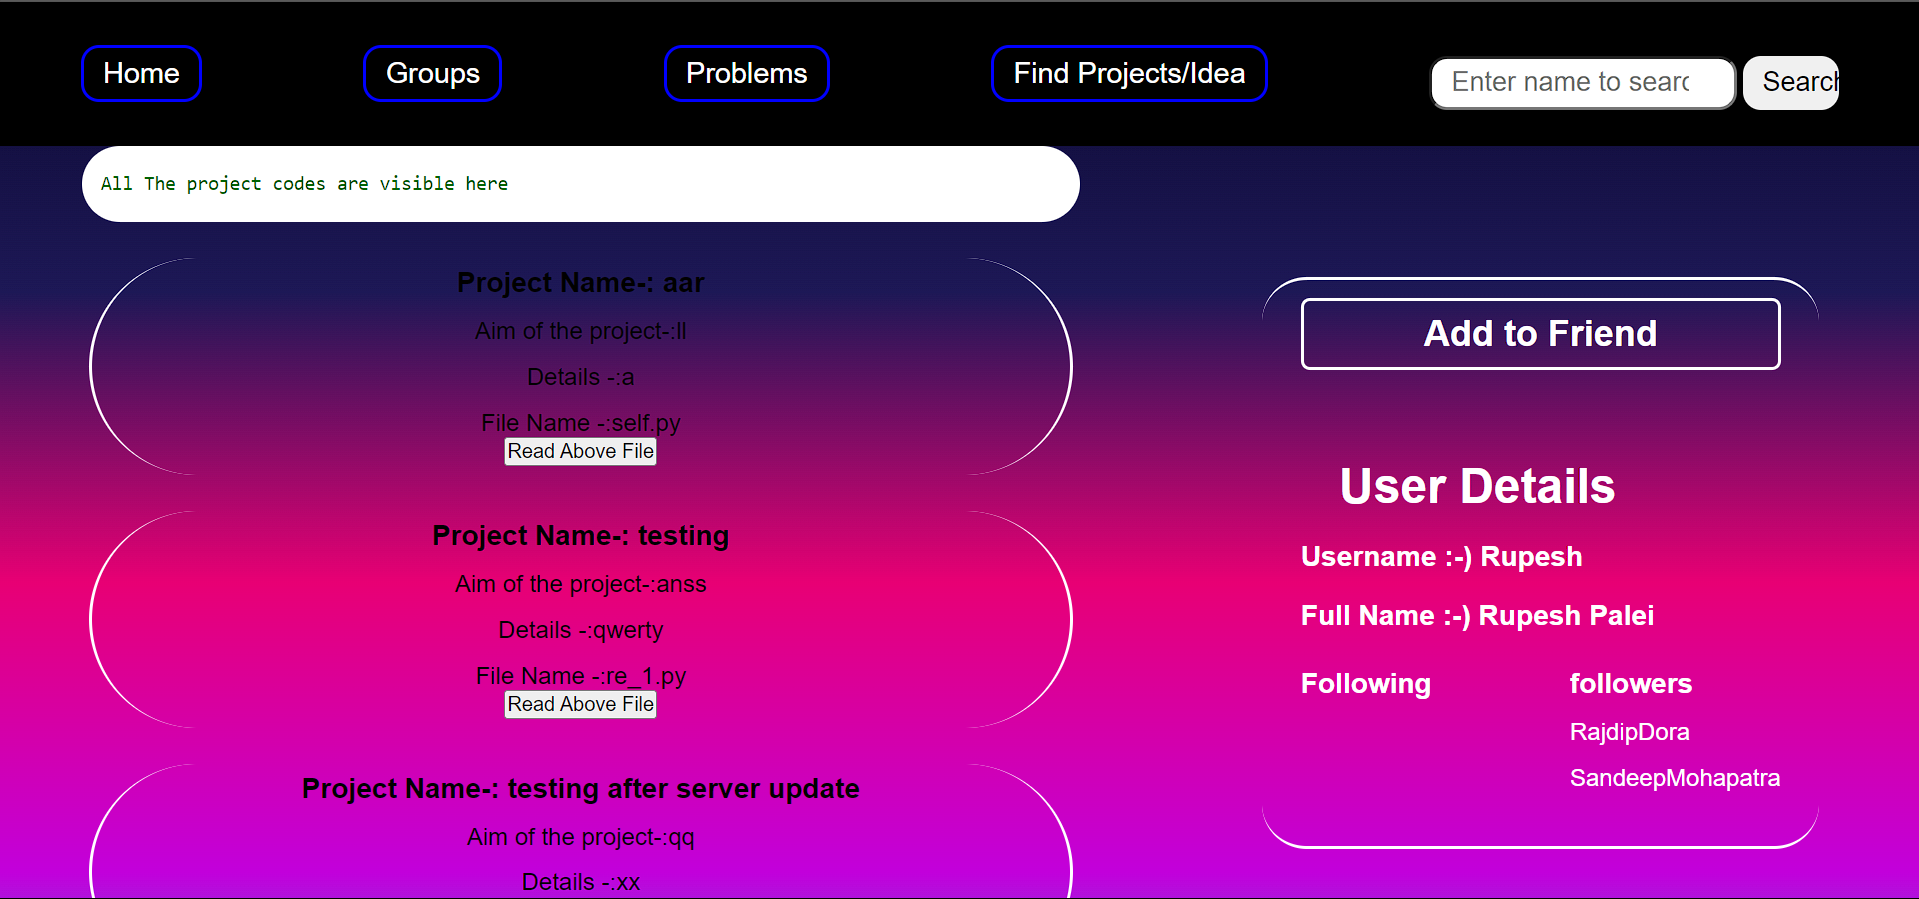 Home
Groups
Problems
Find Projects/Idea
Enter name to sear
Search
All The project codes are visible here
Project Name-: aar
Aim of the project-:ll
Details -:a
File Name -:self.py
Read Above File
Project Name-: testing
Aim of the project-:anss
Details -:qwerty
File Name -:re_1.py
Read Above File
Project Name-: testing after server update
Aim of the project-:qq
Details -:xx
Add to Friend
User Details
Username :-) Rupesh
Full Name :-) Rupesh Palei
Following
followers
RajdipDora
SandeepMohapatra